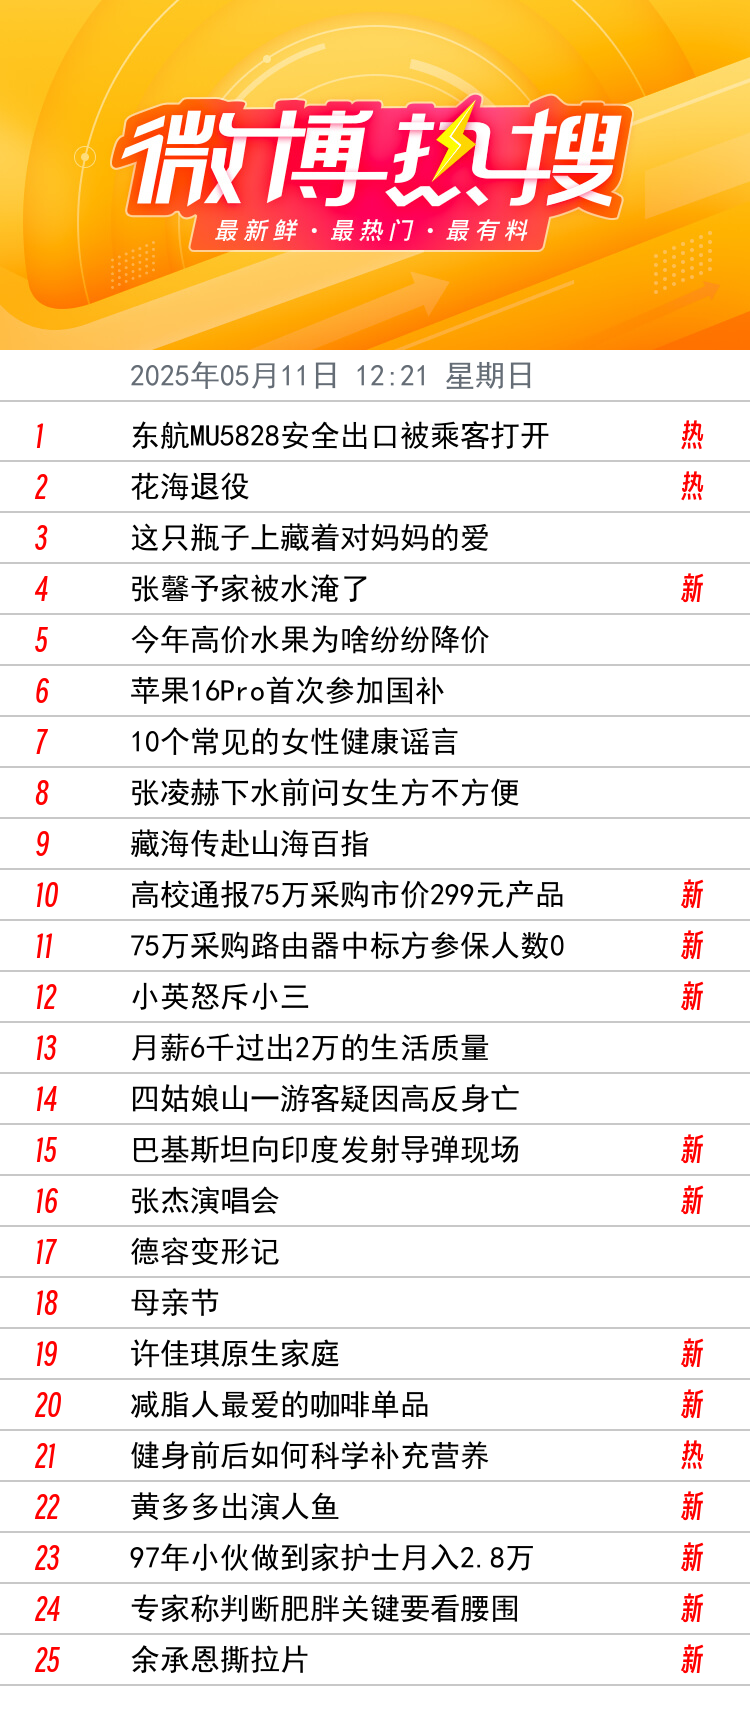 微博热搜
最新鲜·最热门·最有料
2025年05月11日 12:21 星期日
1 东航MU5828安全出口被乘客打开 热
2 花海退役 热
3 这只瓶子上藏着对妈妈的爱
4 张馨予家被水淹了 新
5 今年高价水果为啥纷纷降价
6 苹果16Pro首次参加国补
7 10个常见的女性健康谣言
8 张凌赫下水前问女生方不方便
9 藏海传赴山海百指
10 高校通报75万采购市价299元产品 新
11 75万采购路由器中标方参保人数0 新
12 小英怒斥小三 新
13 月薪6千过出2万的生活质量
14 四姑娘山一游客疑因高反身亡
15 巴基斯坦向印度发射导弹现场 新
16 张杰演唱会 新
17 德容变形记
18 母亲节
19 许佳琪原生家庭 新
20 减脂人最爱的咖啡单品 新
21 健身前后如何科学补充营养 热
22 黄多多出演人鱼 新
23 97年小伙做到家护士月入2.8万 新
24 专家称判断肥胖关键要看腰围 新
25 余承恩撕拉片 新